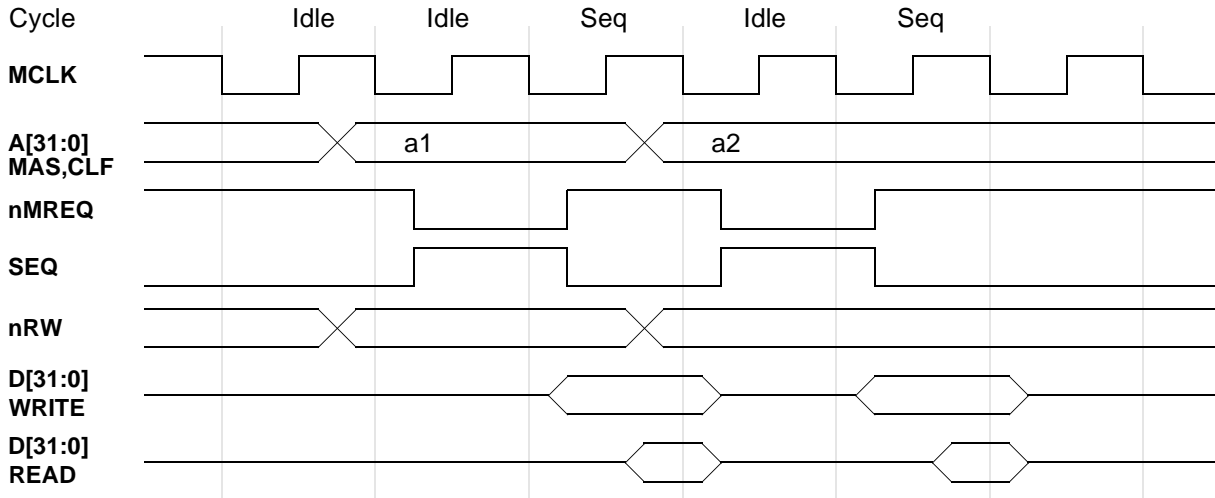 Cycle Idle Idle Seq Idle Seq
MCLK
A[31:0] a1 a2
MAS,CLF
nMREQ
SEQ
nRW
D[31:0]
WRITE
D[31:0]
READ